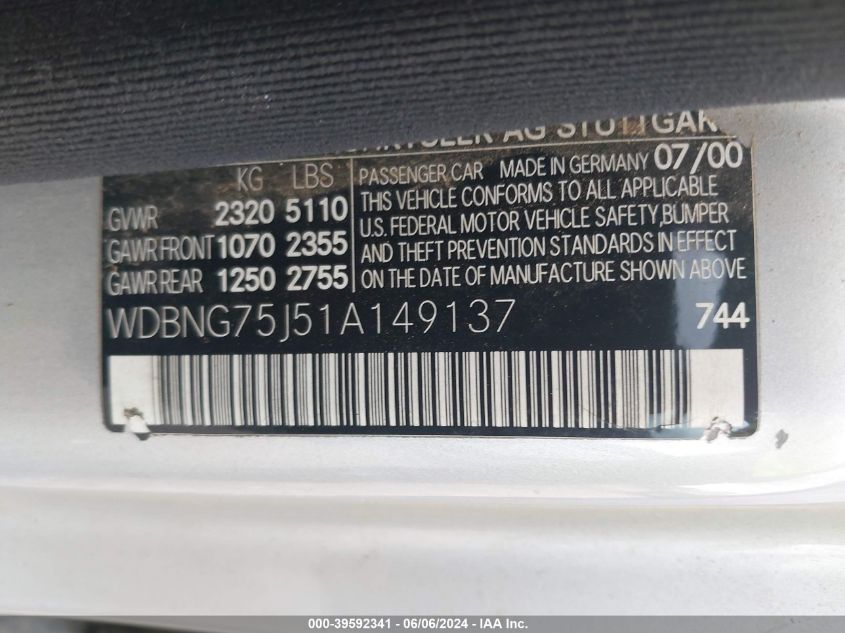 AG STUTTGAR
KG LBS
GVWR 2320 5110
GAWR FRONT 1070 2355
GAWR REAR 1250 2755
PASSENGER CAR MADE IN GERMANY 07/00
THIS VEHICLE CONFORMS TO ALL APPLICABLE
U.S. FEDERAL MOTOR VEHICLE SAFETY,BUMPER
AND THEFT PREVENTION STANDARDS IN EFFECT
ON THE DATE OF MANUFACTURE SHOWN ABOVE
WDBNG75J51A149137 744
000-39592341 - 06/06/2024 - IAA Inc.